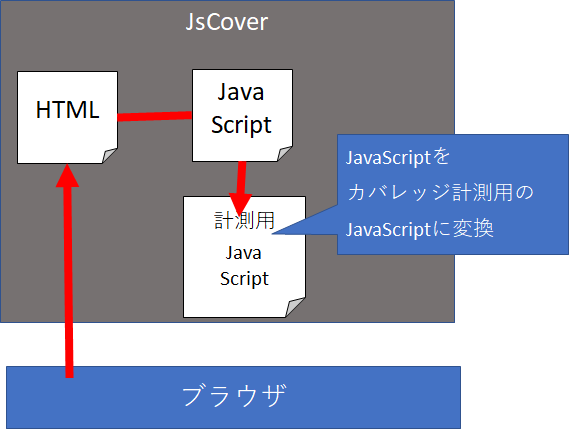 JsCover
HTML
Java
Script
JavaScriptを
カバレッジ計測用の
JavaScriptに変換
計測用
Java
Script
ブラウザ